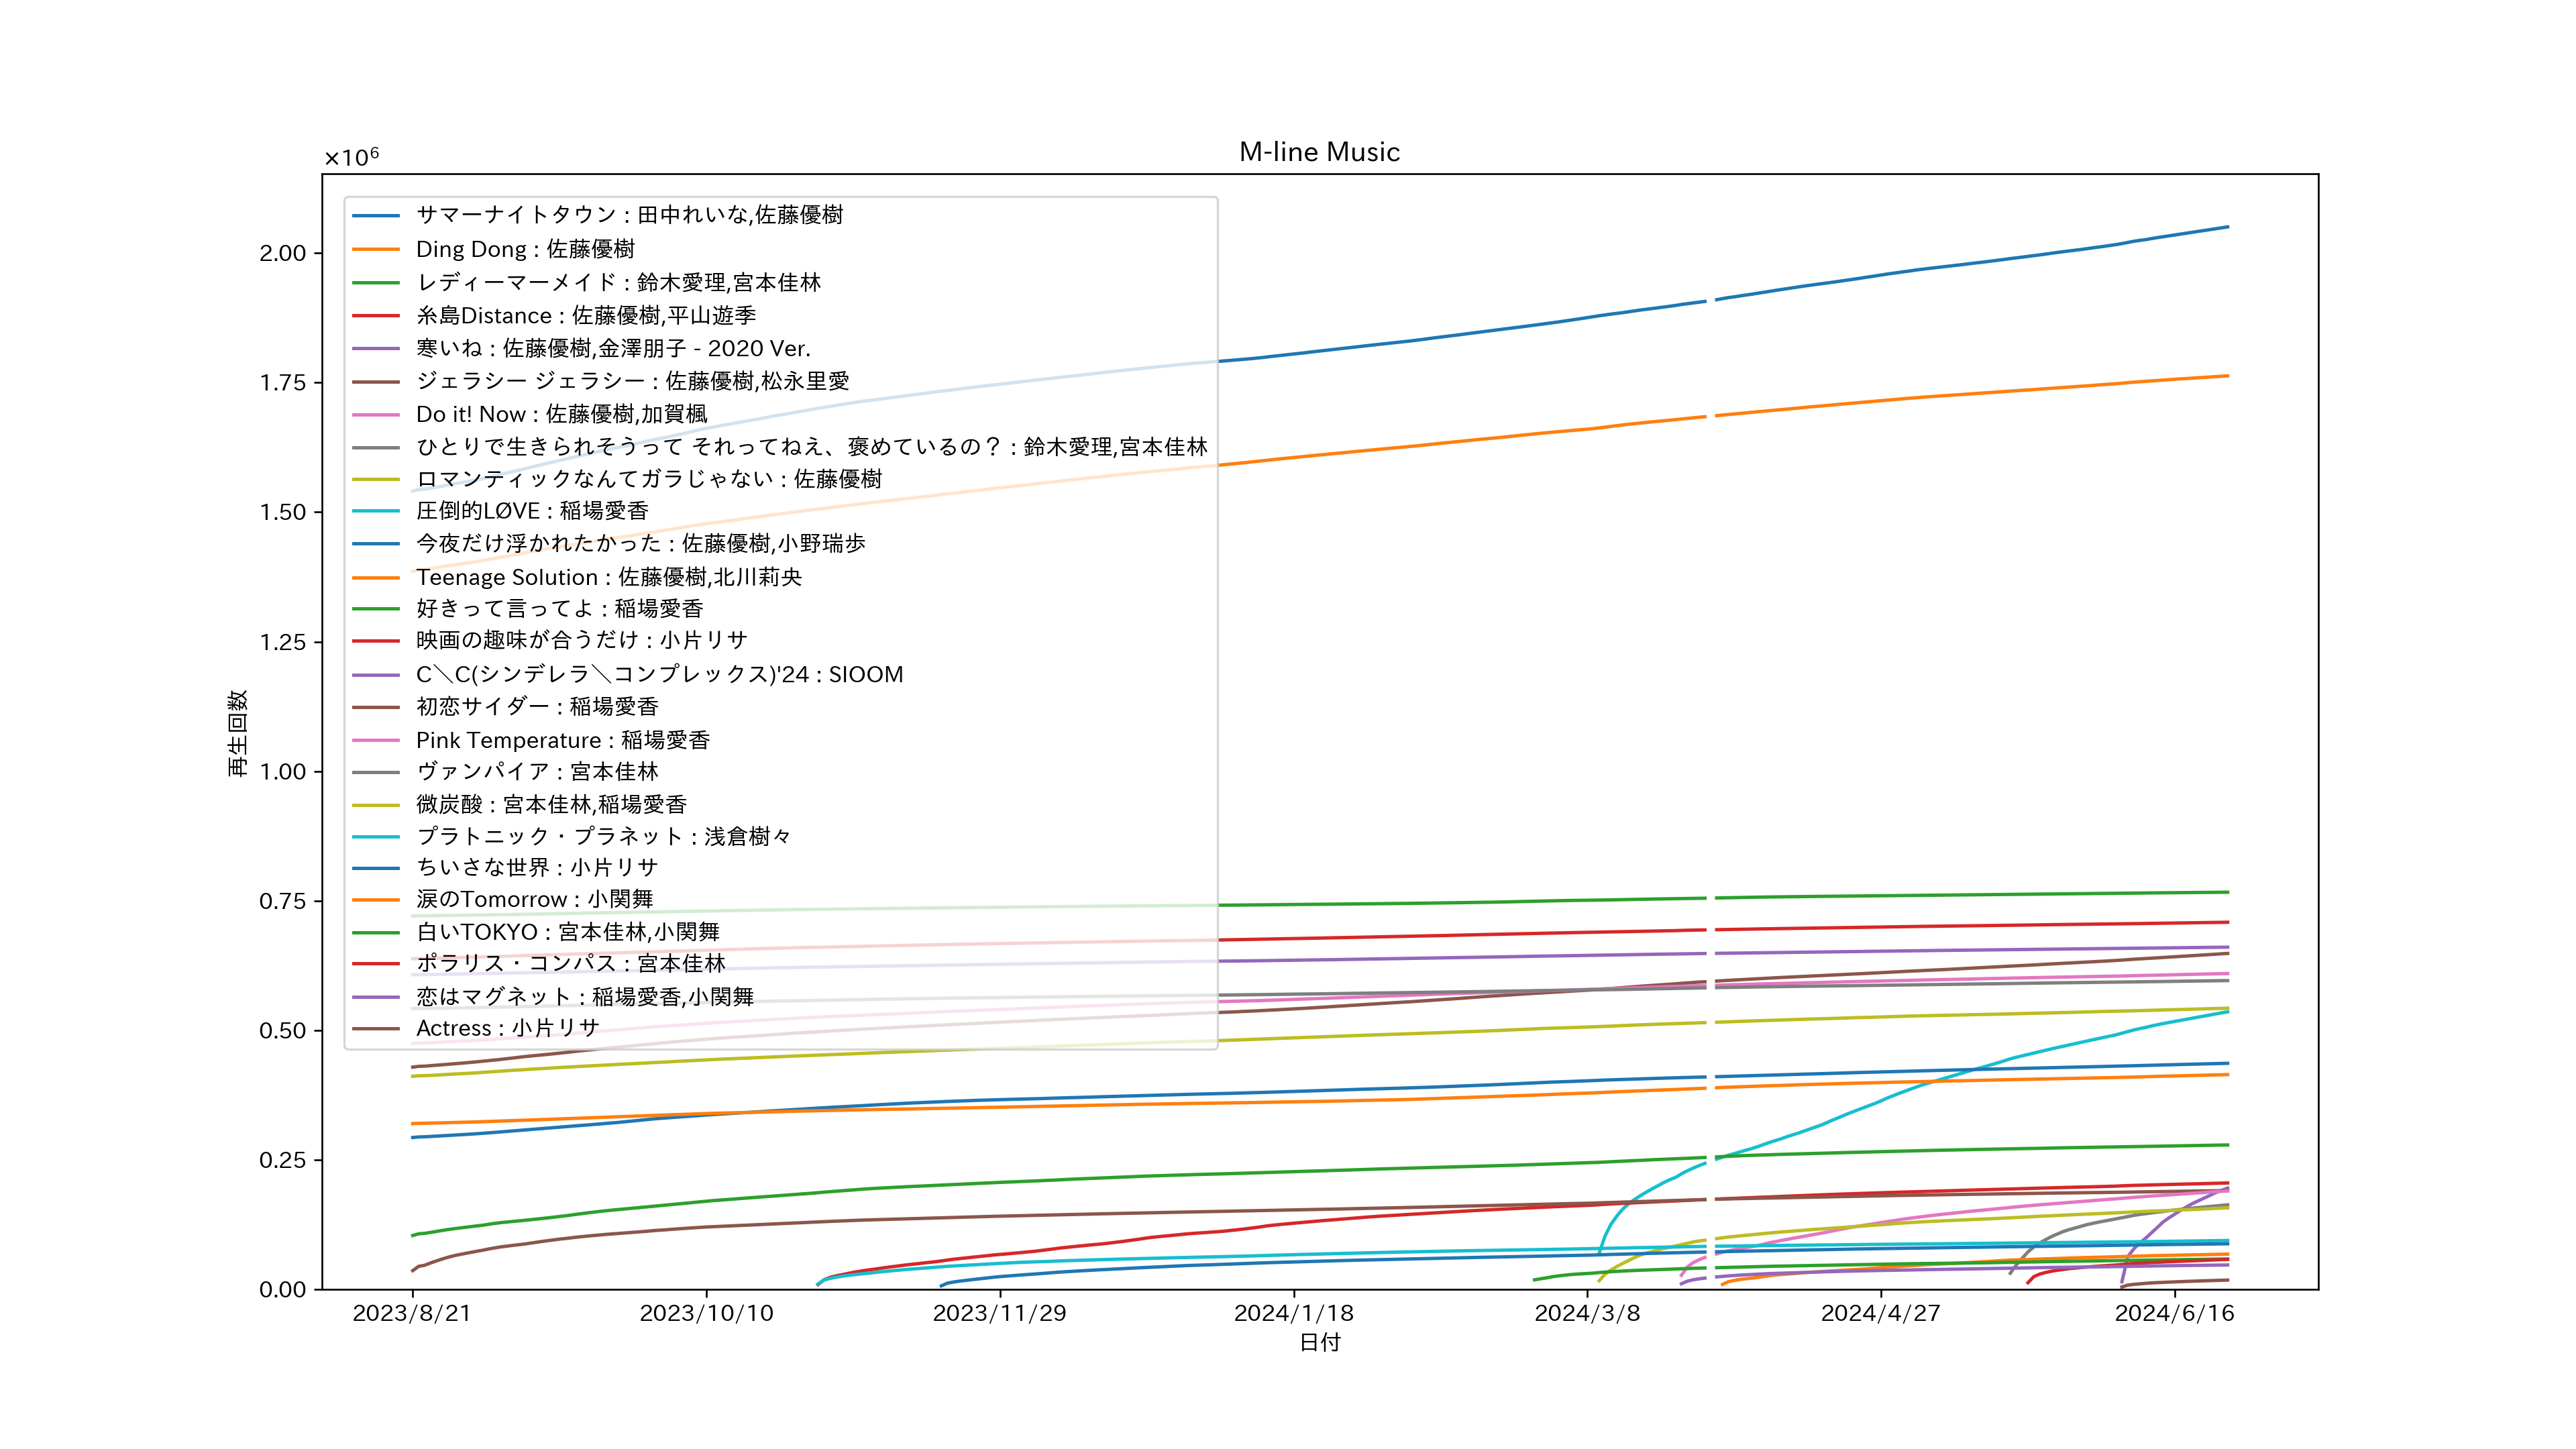 M-line Music
×10⁶
サマーナイトタウン : 田中れいな,佐藤優樹
Ding Dong : 佐藤優樹
レディーマーメイド : 鈴木愛理,宮本佳林
糸島Distance : 佐藤優樹,平山遊季
寒いね : 佐藤優樹,金澤朋子 - 2020 Ver.
ジェラシー ジェラシー : 佐藤優樹,松永里愛
Do it! Now : 佐藤優樹,加賀楓
ひとりで生きられそうって それってねえ、褒めているの？ : 鈴木愛理,宮本佳林
ロマンティックなんてガラじゃない : 佐藤優樹
圧倒的LØVE : 稲場愛香
今夜だけ浮かれたかった : 佐藤優樹,小野瑞歩
Teenage Solution : 佐藤優樹,北川莉央
好きって言ってよ : 稲場愛香
映画の趣味が合うだけ : 小片リサ
C＼C(シンデレラ＼コンプレックス)'24 : SIOOM
初恋サイダー : 稲場愛香
Pink Temperature : 稲場愛香
ヴァンパイア : 宮本佳林
微炭酸 : 宮本佳林,稲場愛香
プラトニック・プラネット : 浅倉樹々
ちいさな世界 : 小片リサ
涙のTomorrow : 小関舞
白いTOKYO : 宮本佳林,小関舞
ポラリス・コンパス : 宮本佳林
恋はマグネット : 稲場愛香,小関舞
Actress : 小片リサ
2.00
1.75
1.50
1.25
1.00
0.75
0.50
0.25
0.00
再生回数
2023/8/21
2023/10/10
2023/11/29
2024/1/18
2024/3/8
2024/4/27
2024/6/16
日付